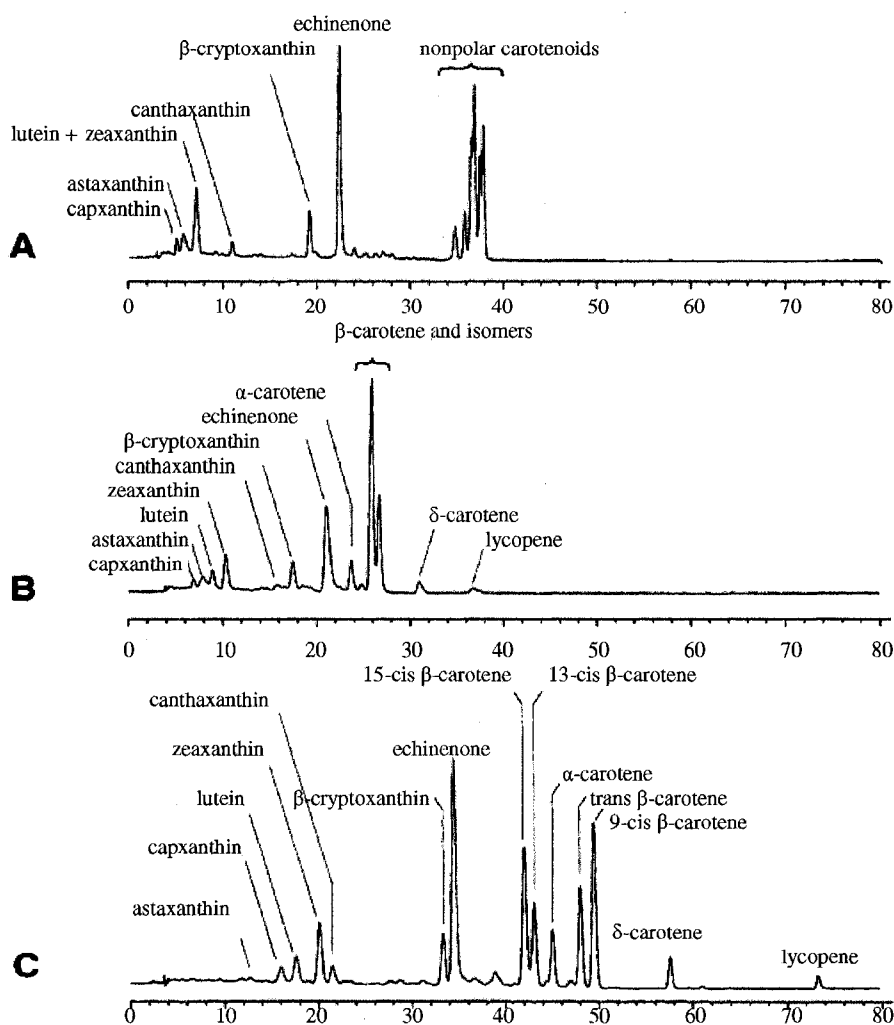 echinenone
β-cryptoxanthin
nonpolar carotenoids
canthaxanthin
lutein + zeaxanthin
astaxanthin
capxanthin
A
0 10 20 30 40 50 60 70 80
β-carotene and isomers
α-carotene
echinenone
β-cryptoxanthin
canthaxanthin
zeaxanthin
lutein
astaxanthin
capxanthin
δ-carotene
lycopene
B
0 10 20 30 40 50 60 70 80
15-cis β-carotene
13-cis β-carotene
canthaxanthin
zeaxanthin
echinenone
α-carotene
lutein
β-cryptoxanthin
trans β-carotene
9-cis β-carotene
capxanthin
astaxanthin
δ-carotene
lycopene
C
0 10 20 30 40 50 60 70 80